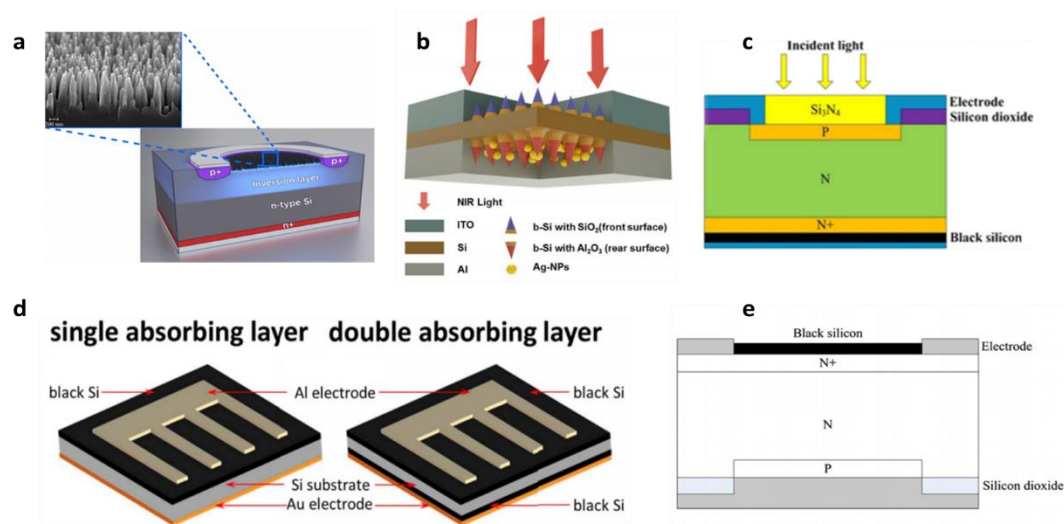 a
200 nm
p+
p+
Inversion layer
n-type Si
n+
b
NIR Light
ITO
Si
Al
b-Si with SiO₂(front surface)
b-Si with Al₂O₃ (rear surface)
Ag-NPs
c
Incident light
Si₃N₄
Electrode
Silicon dioxide
P
N
N+
Black silicon
d
single absorbing layer
double absorbing layer
black Si
Al electrode
black Si
Si substrate
Au electrode
black Si
e
Black silicon
Electrode
N+
N
P
Silicon dioxide